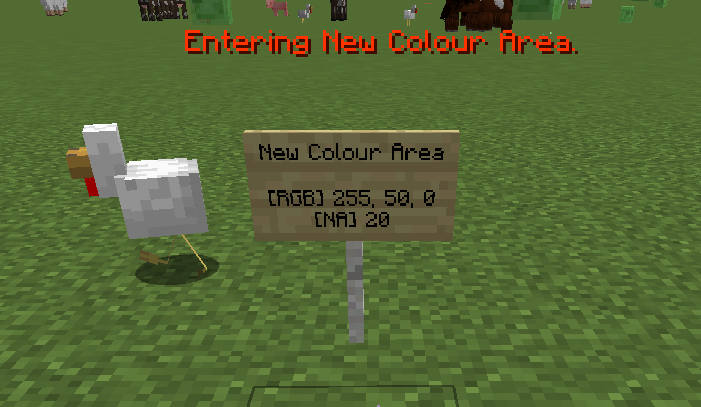 Entering New Colour Area.
New Colour Area
[RGB] 255, 50, 0
[NA] 20